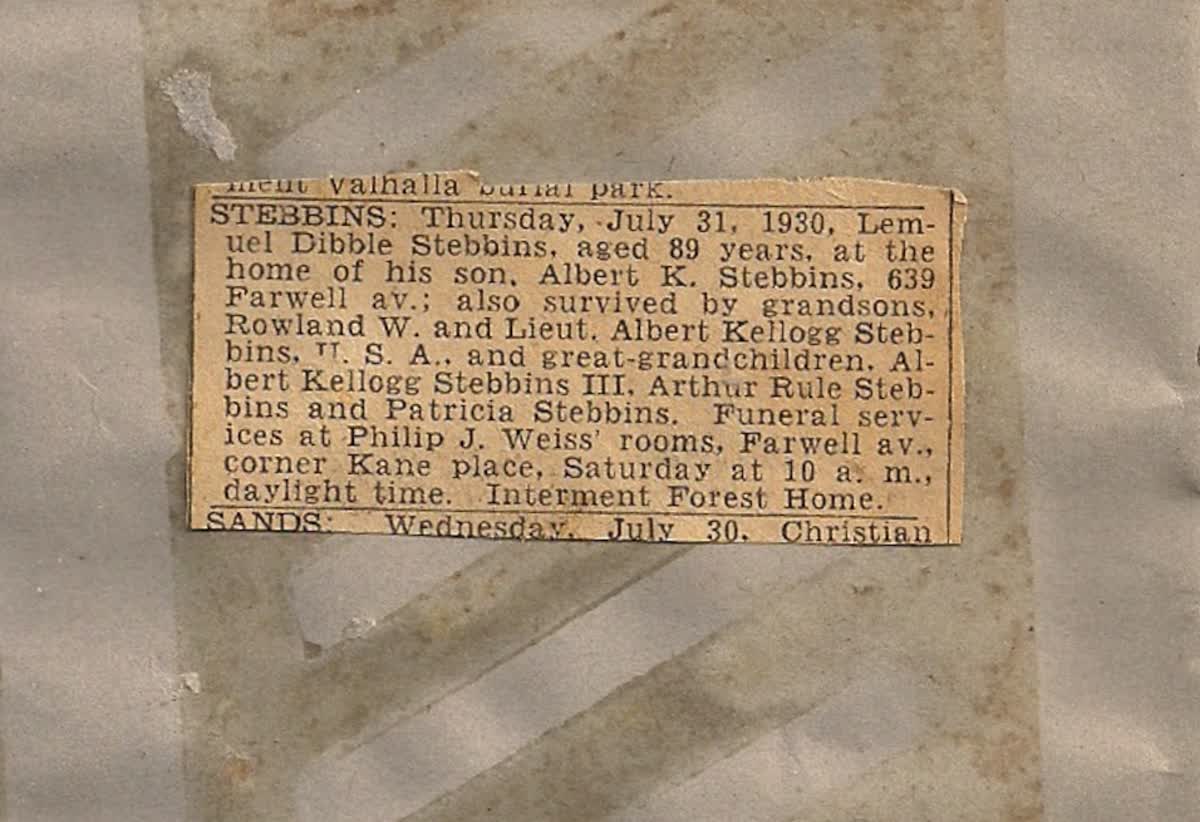 ment Valhalla burial park.
STEBBINS: Thursday, July 31, 1930, Lem-
uel Dibble Stebbins, aged 89 years, at the
home of his son, Albert K. Stebbins, 639
Farwell av.; also survived by grandsons,
Rowland W. and Lieut. Albert Kellogg Steb-
bins, U. S. A., and great-grandchildren, Al-
bert Kellogg Stebbins III, Arthur Rule Steb-
bins and Patricia Stebbins. Funeral serv-
ices at Philip J. Weiss' rooms, Farwell av.,
corner Kane place, Saturday at 10 a. m.,
daylight time. Interment Forest Home.
SANDS: Wednesday, July 30, Christian